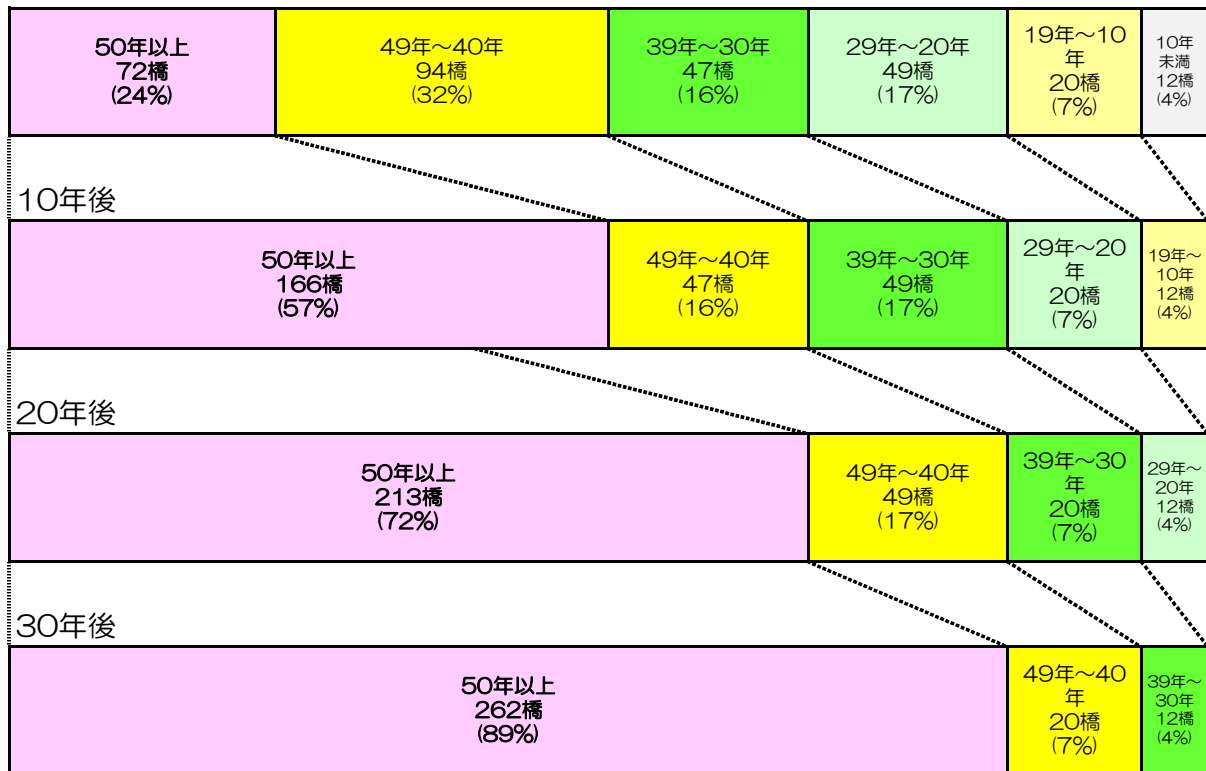 50年以上
72橋
(24%)
49年～40年
94橋
(32%)
39年～30年
47橋
(16%)
29年～20年
49橋
(17%)
19年～10
年
20橋
(7%)
10年
未満
12橋
(4%)
10年後
50年以上
166橋
(57%)
49年～40年
47橋
(16%)
39年～30年
49橋
(17%)
29年～20
年
20橋
(7%)
19年～
10年
12橋
(4%)
20年後
50年以上
213橋
(72%)
49年～40年
49橋
(17%)
39年～30
年
20橋
(7%)
29年～
20年
12橋
(4%)
30年後
50年以上
262橋
(89%)
49年～40
年
20橋
(7%)
39年～
30年
12橋
(4%)